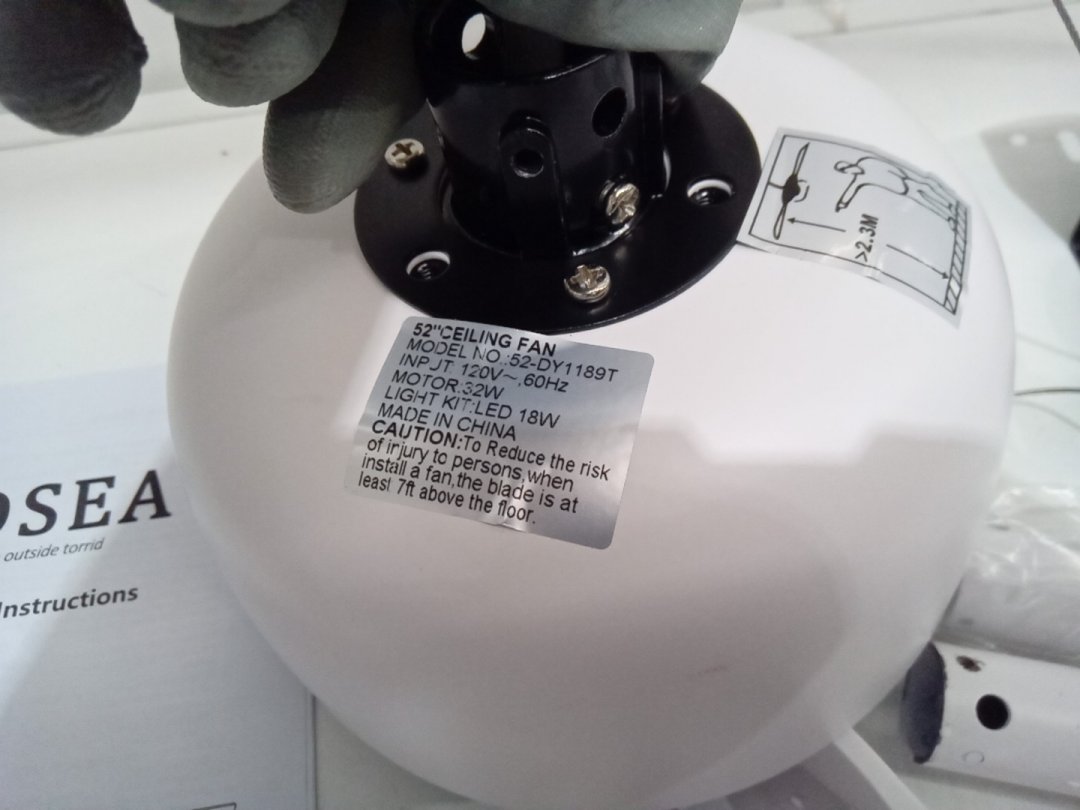 52"CEILING FAN
MODEL NO.:52-DY1189T
INPUT: 120V~,60Hz
MOTOR:32W
LIGHT KIT:LED 18W
MADE IN CHINA
CAUTION:To Reduce the risk
of injury to persons,when
install a fan,the blade is at
least 7ft above the floor.
>2.3M
OSEA
outside torrid
Instructions